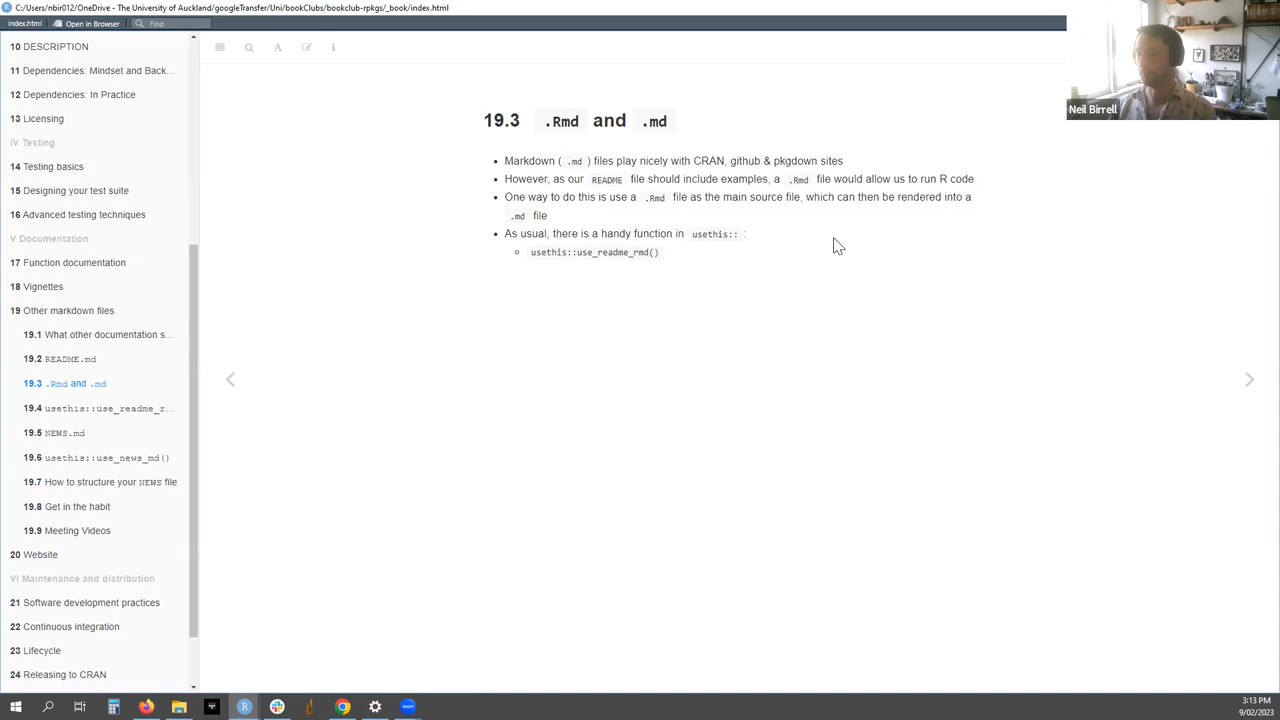 C:/Users/nbir012/OneDrive - The University of Auckland/googleTransfer/Uni/bookClubs/bookclub-rpkgs/_book/index.html
index.html
Open in Browser
Find
10 DESCRIPTION
11 Dependencies: Mindset and Back...
12 Dependencies: In Practice
13 Licensing
IV Testing
14 Testing basics
15 Designing your test suite
16 Advanced testing techniques
V Documentation
17 Function documentation
18 Vignettes
19 Other markdown files
19.1 What other documentation s...
19.2 README.md
19.3 .Rmd and .md
19.4 usethis::use_readme_r...
19.5 NEWS.md
19.6 usethis::use_news_md()
19.7 How to structure your NEWS file
19.8 Get in the habit
19.9 Meeting Videos
20 Website
VI Maintenance and distribution
21 Software development practices
22 Continuous integration
23 Lifecycle
24 Releasing to CRAN
19.3 .Rmd and .md
• Markdown ( .md ) files play nicely with CRAN, github & pkgdown sites
• However, as our README file should include examples, a .Rmd file would allow us to run R code
• One way to do this is use a .Rmd file as the main source file, which can then be rendered into a
.md file
• As usual, there is a handy function in usethis:: :
◦ usethis::use_readme_rmd()
Neil Birrell
3:13 PM
9/02/2023